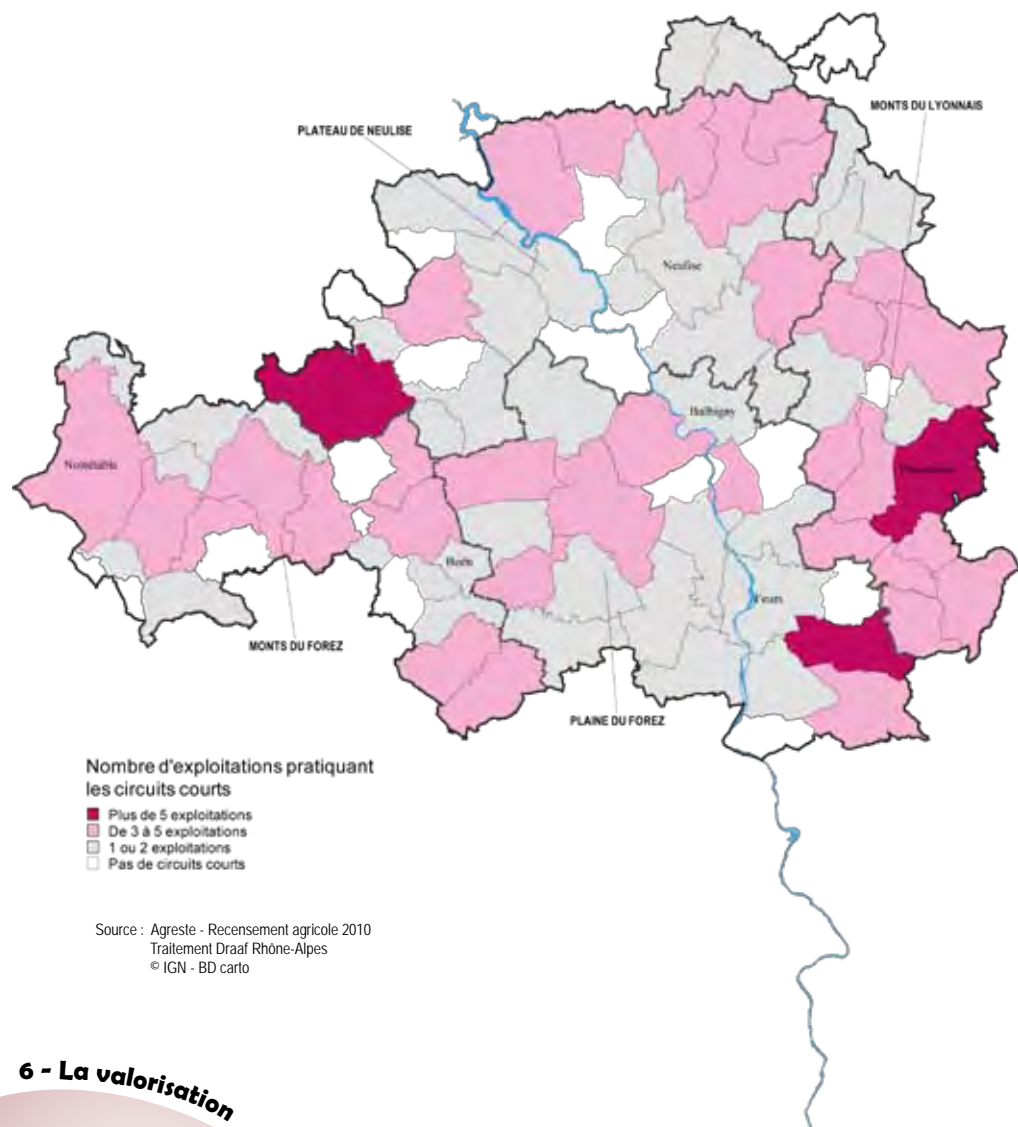 MONTS DU LYONNAIS
PLATEAU DE NEULISE
Neulise
Balbigny
Noirétable
Boën
Feurs
MONTS DU FOREZ
PLAINE DU FOREZ
Nombre d'exploitations pratiquant
les circuits courts
Plus de 5 exploitations
De 3 à 5 exploitations
1 ou 2 exploitations
Pas de circuits courts
Source : Agreste - Recensement agricole 2010
Traitement Draaf Rhône-Alpes
© IGN - BD carto
6 - La valorisation